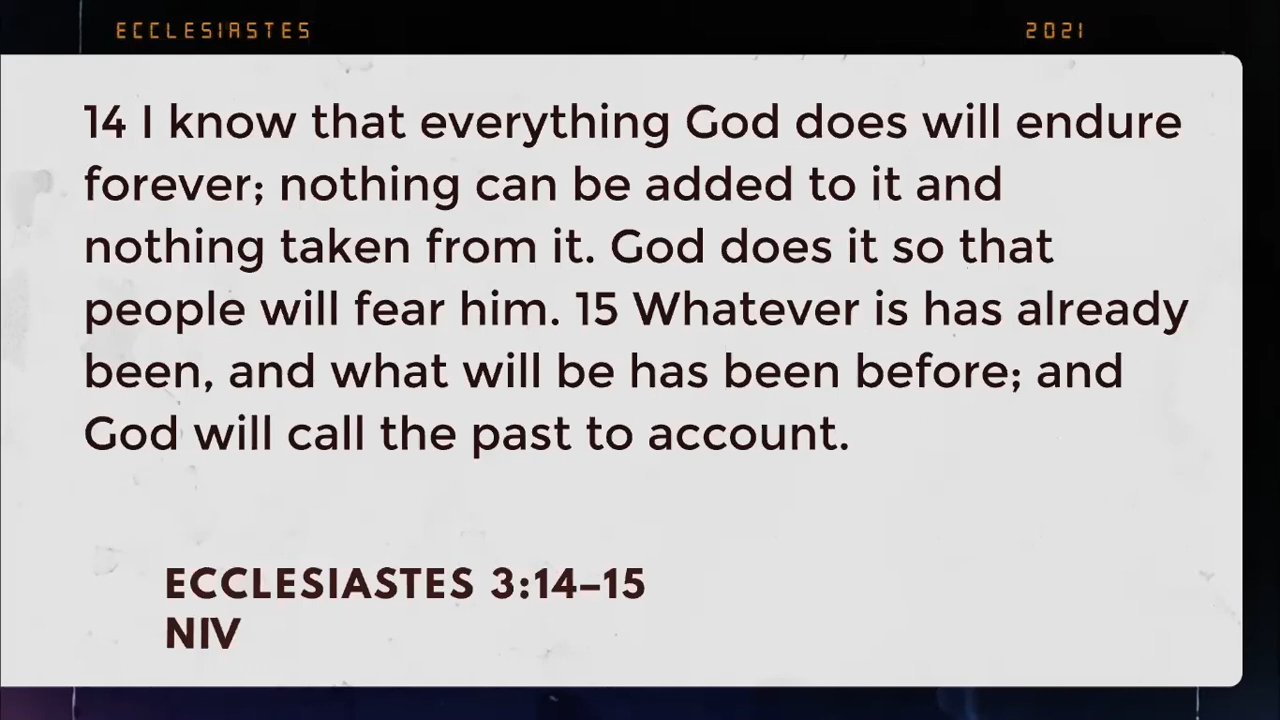 ECCLESIASTES
2021
14 I know that everything God does will endure
forever; nothing can be added to it and
nothing taken from it. God does it so that
people will fear him. 15 Whatever is has already
been, and what will be has been before; and
God will call the past to account.
ECCLESIASTES 3:14–15
NIV